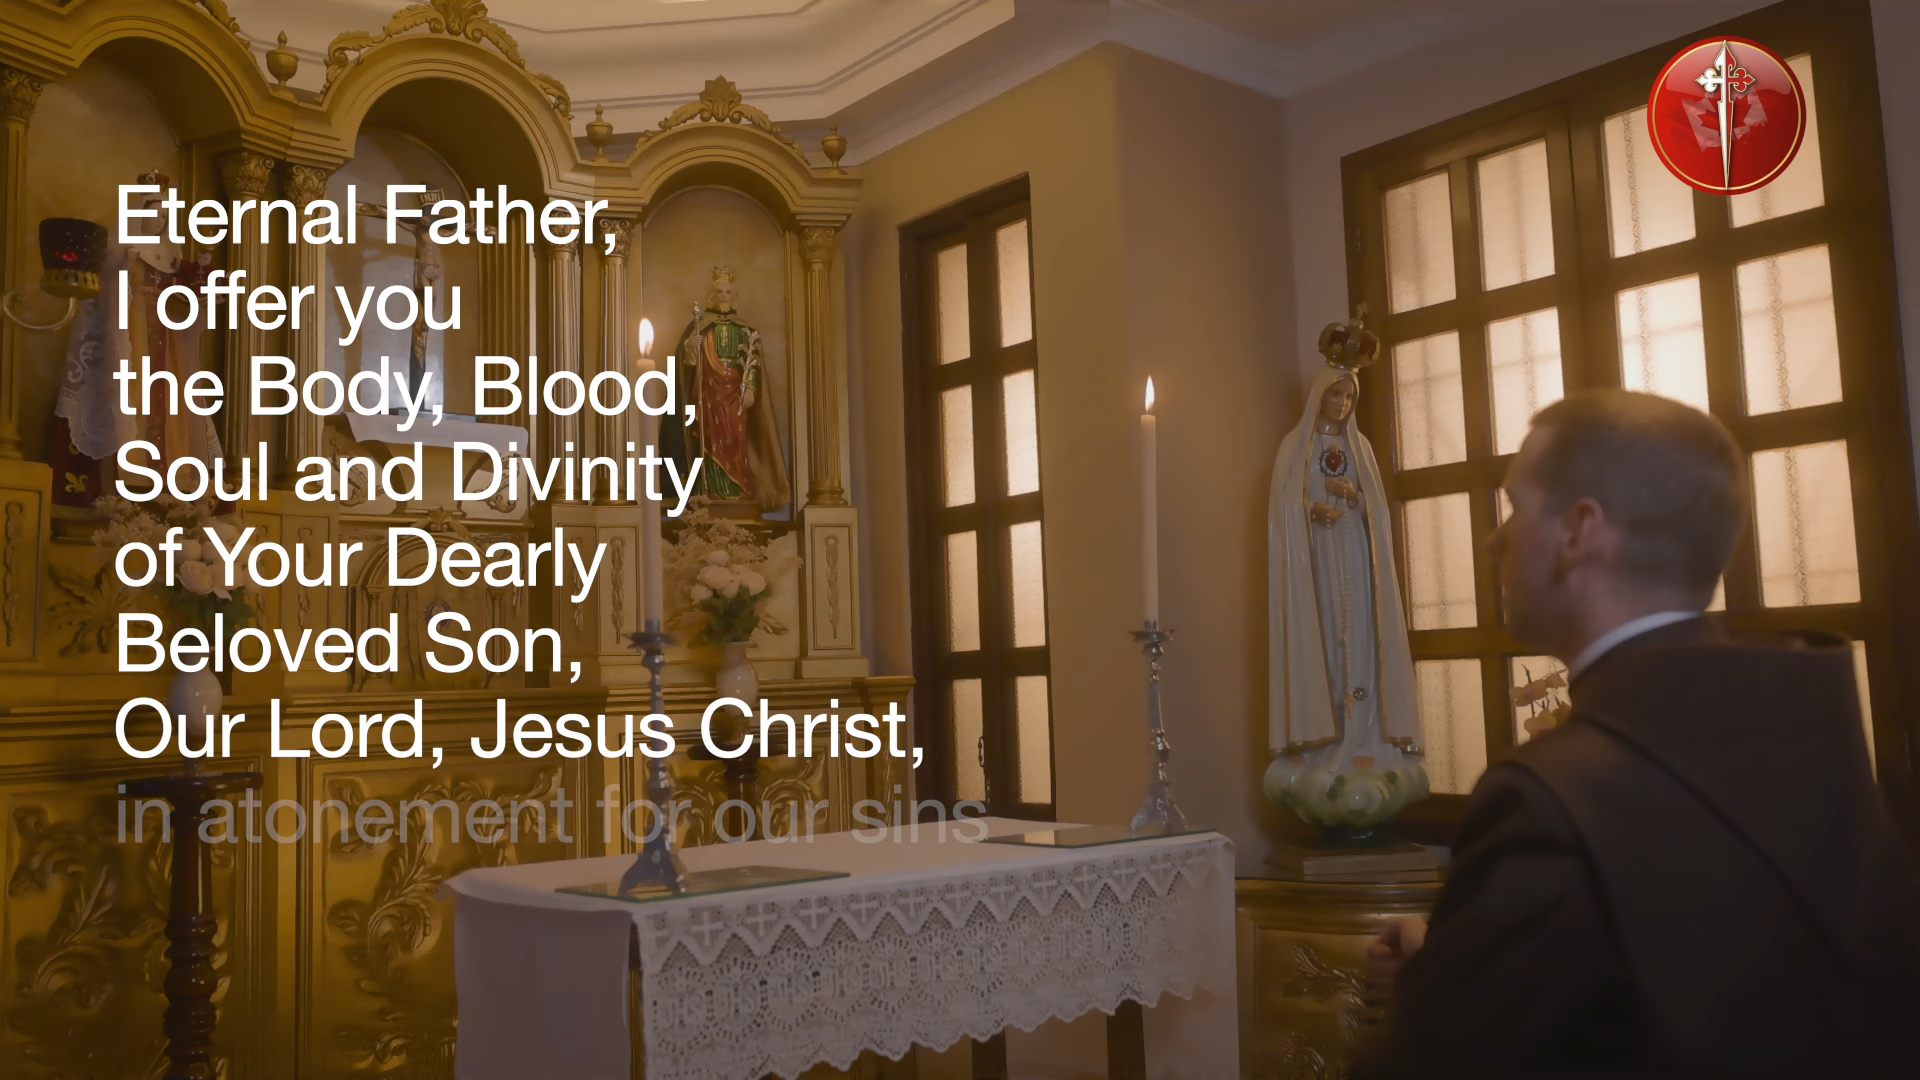 Eternal Father,
I offer you
the Body, Blood,
Soul and Divinity
of Your Dearly
Beloved Son,
Our Lord, Jesus Christ,
in atonement for our sins